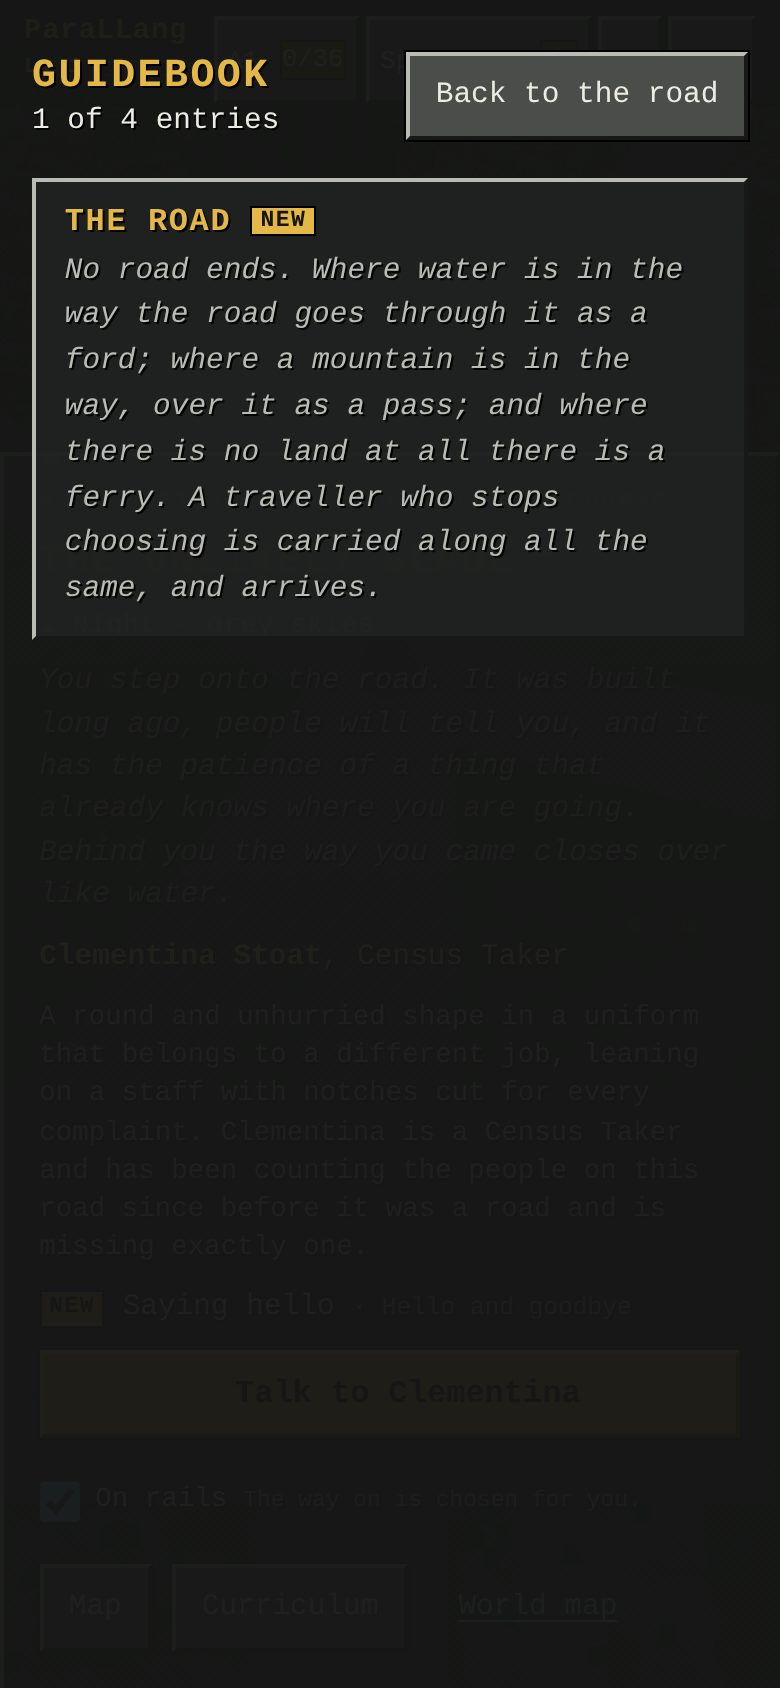 ParaLLang
0/36
GUIDEBOOK
1 of 4 entries
Back to the road
THE ROAD NEW
No road ends. Where water is in the
way the road goes through it as a
ford; where a mountain is in the
way, over it as a pass; and where
there is no land at all there is a
ferry. A traveller who stops
choosing is carried along all the
same, and arrives.
Night · grey skies
You step onto the road. It was built
long ago, people will tell you, and it
has the patience of a thing that
already knows where you are going.
Behind you the way you came closes over
like water.
Clementina Stoat, Census Taker
A round and unhurried shape in a uniform
that belongs to a different job, leaning
on a staff with notches cut for every
complaint. Clementina is a Census Taker
and has been counting the people on this
road since before it was a road and is
missing exactly one.
NEW Saying hello · Hello and goodbye
Talk to Clementina
On rails The way on is chosen for you.
Map Curriculum World map